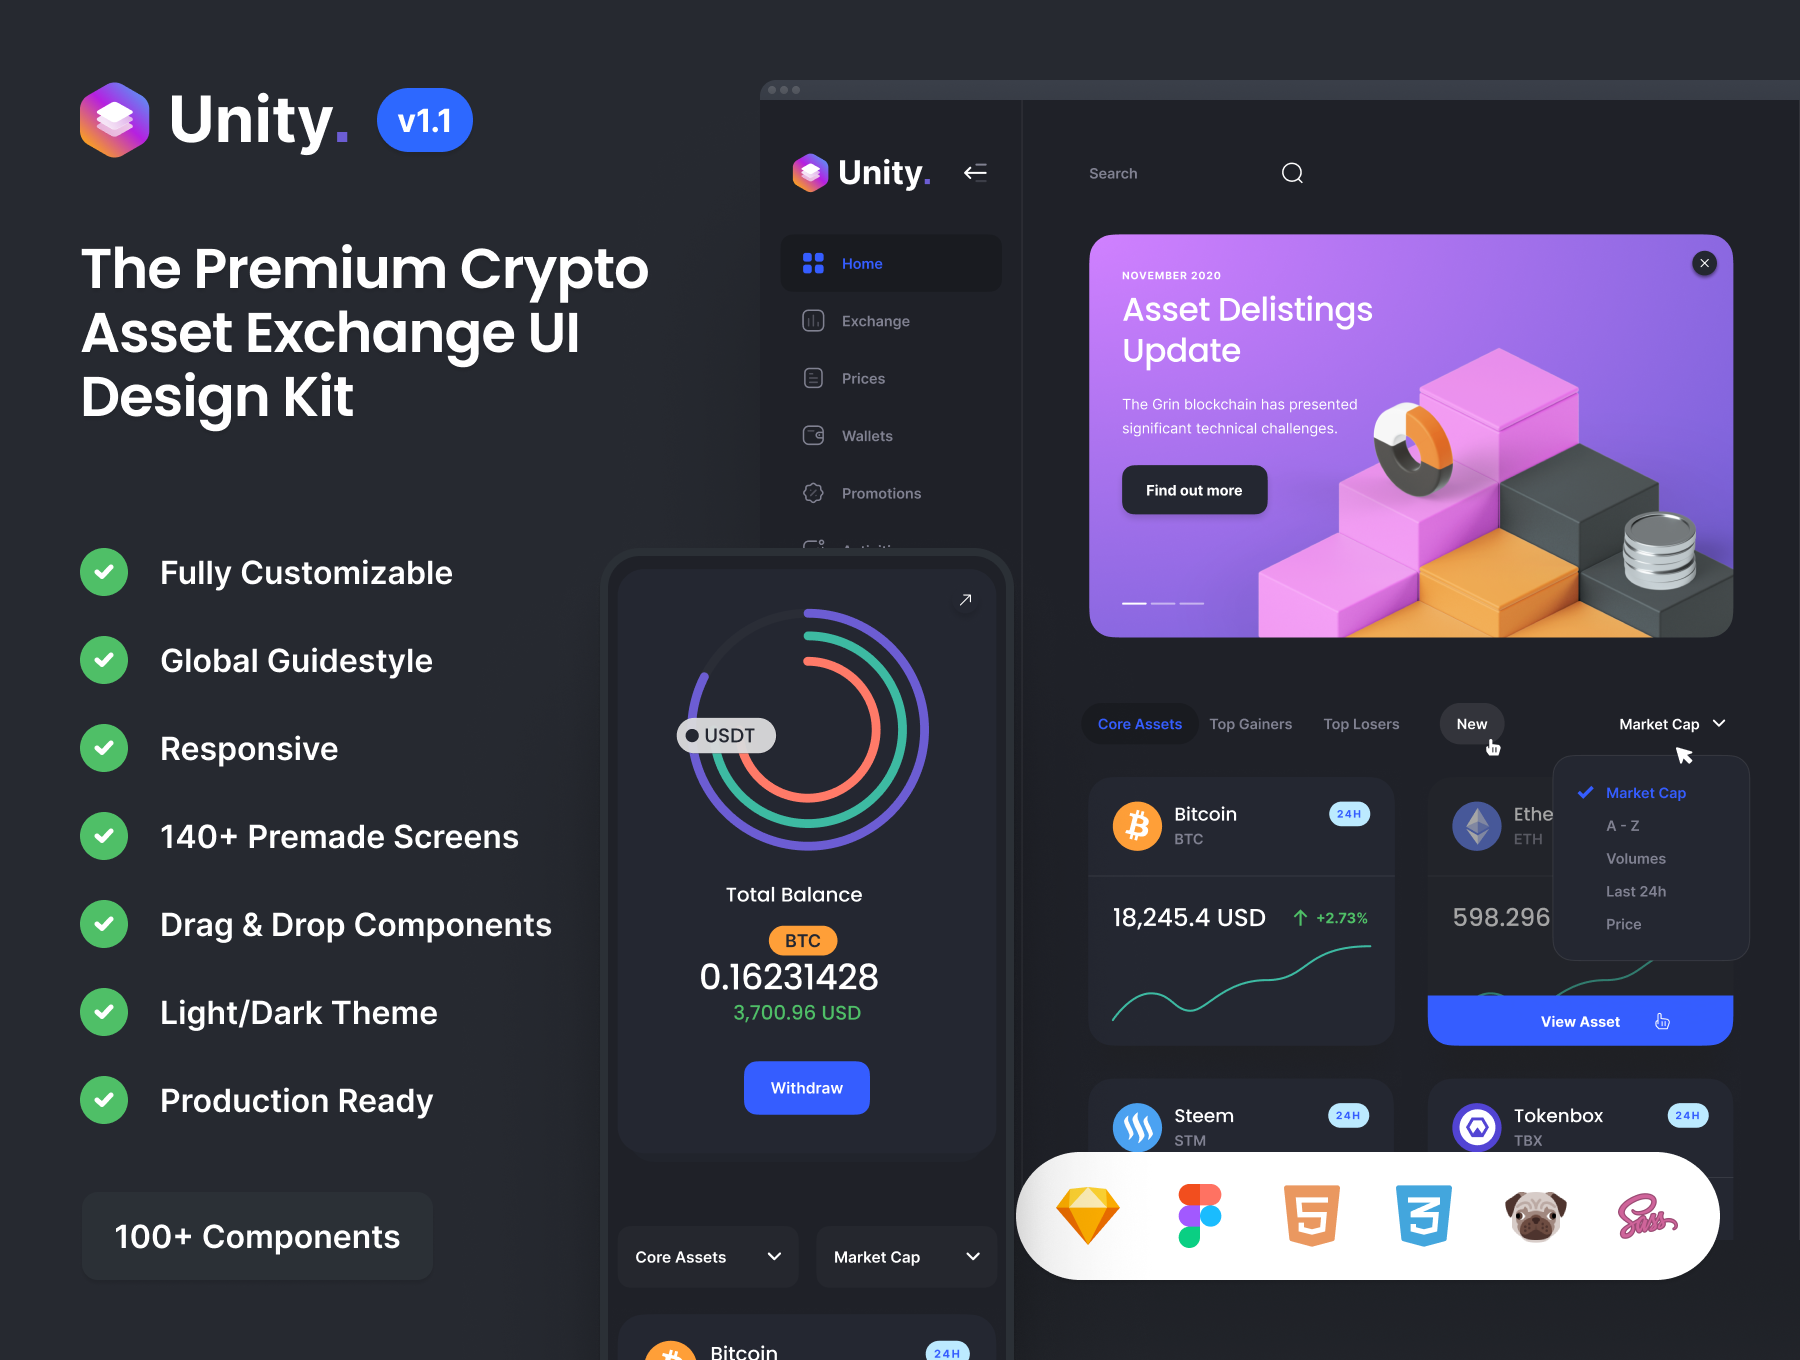 Unity.
v1.1
The Premium Crypto
Asset Exchange UI
Design Kit
Fully Customizable
Global Guidestyle
Responsive
140+ Premade Screens
Drag & Drop Components
Light/Dark Theme
Production Ready
100+ Components
Unity.
Search
Home
Exchange
Prices
Wallets
Promotions
NOVEMBER 2020
Asset Delistings
Update
The Grin blockchain has presented
significant technical challenges.
Find out more
Core Assets
Top Gainers
Top Losers
New
Market Cap
Market Cap
A - Z
Volumes
Last 24h
Price
Bitcoin
BTC
24H
18,245.4 USD
+2.73%
Ethe
ETH
598.296
View Asset
Steem
STM
24H
Tokenbox
TBX
24H
USDT
Total Balance
BTC
0.16231428
3,700.96 USD
Withdraw
Core Assets
Market Cap
Bitcoin
24H
5
3
Sass